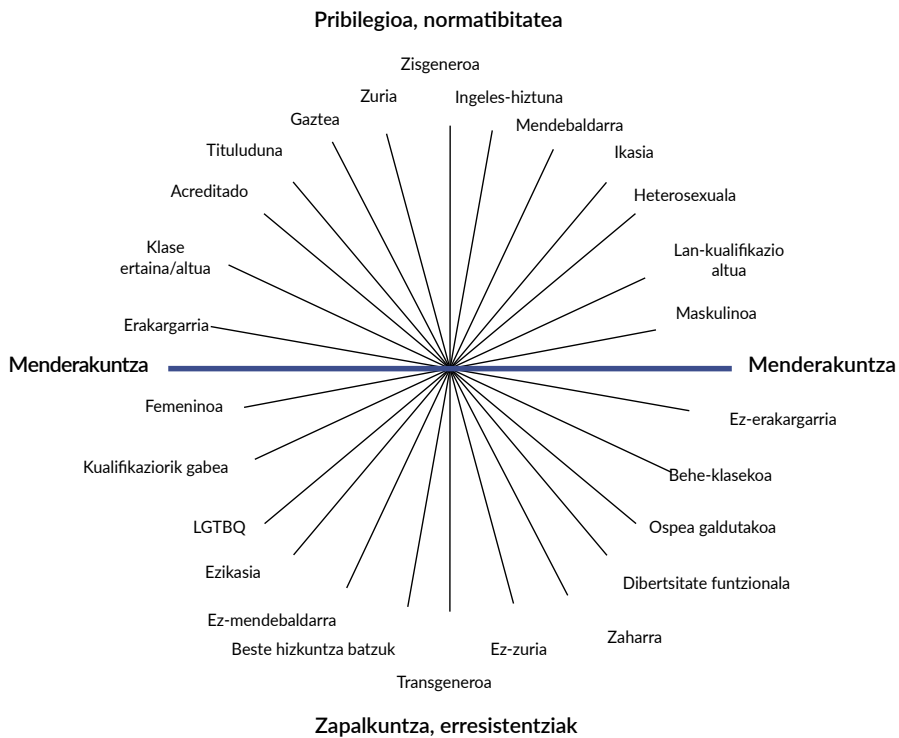 Pribilegioa, normatibitatea
Zisgeneroa
Zuria
Ingeles-hiztuna
Gaztea
Mendebaldarra
Tituluduna
Ikasia
Acreditado
Heterosexuala
Klase
ertaina/altua
Lan-kualifikazio
altua
Erakargarria
Maskulinoa
Menderakuntza
Menderakuntza
Femeninoa
Ez-erakargarria
Kualifikaziorik gabea
Behe-klasekoa
LGTBQ
Ospea galdutakoa
Ezikasia
Dibertsitate funtzionala
Ez-mendebaldarra
Zaharra
Beste hizkuntza batzuk
Ez-zuria
Transgeneroa
Zapalkuntza, erresistentziak